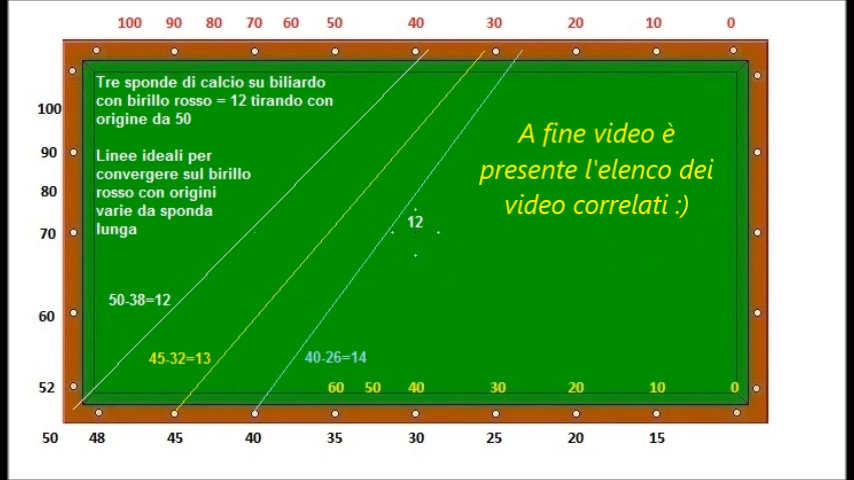 100 90 80 70 60 50 40 30 20 10 0
Tre sponde di calcio su biliardo
con birillo rosso = 12 tirando con
origine da 50
Linee ideali per
convergere sul birillo
rosso con origini
varie da sponda
lunga
A fine video è
presente l'elenco dei
video correlati :)
12
100
90
80
70
60
52
50-38=12
45-32=13
40-26=14
60 50 40 30 20 10 0
50 48 45 40 35 30 25 20 15